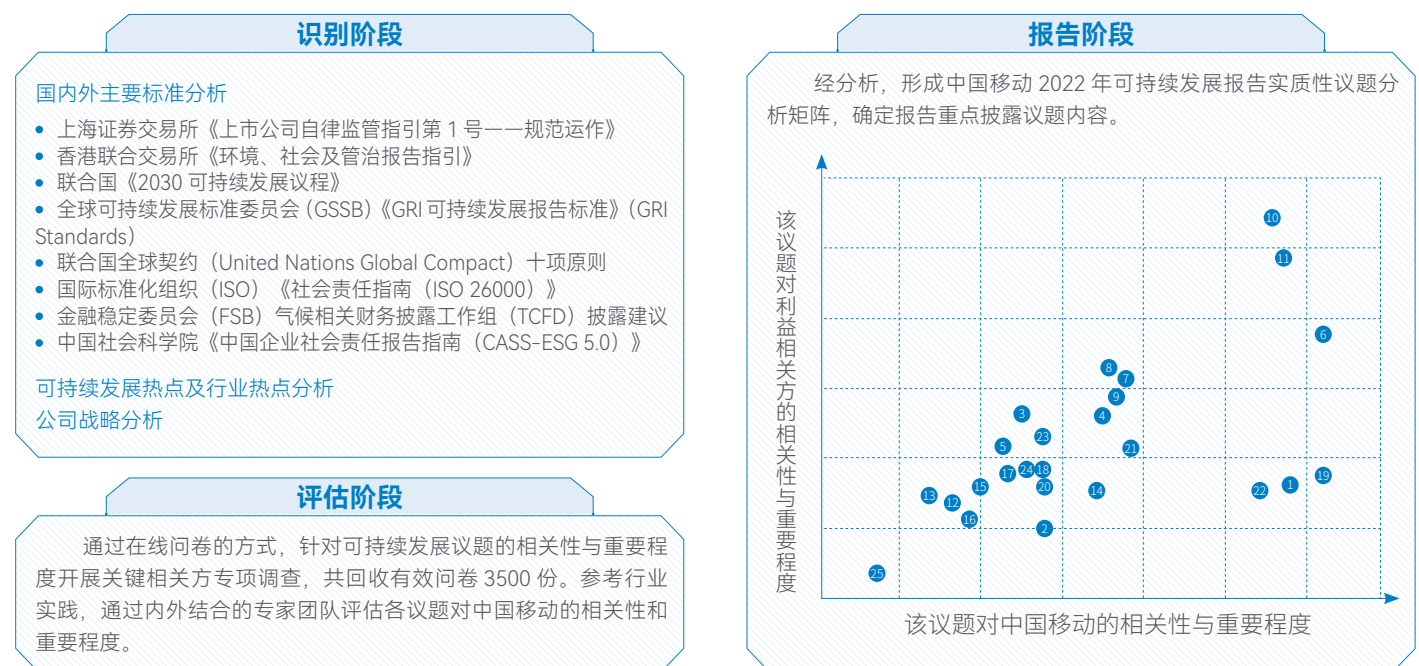 识别阶段
国内外主要标准分析
• 上海证券交易所《上市公司自律监管指引第 1 号——规范运作》
• 香港联合交易所《环境、社会及管治报告指引》
• 联合国《2030 可持续发展议程》
• 全球可持续发展标准委员会（GSSB）《GRI 可持续发展报告标准》（GRI
Standards）
• 联合国全球契约（United Nations Global Compact）十项原则
• 国际标准化组织（ISO）《社会责任指南（ISO 26000）》
• 金融稳定委员会（FSB）气候相关财务披露工作组（TCFD）披露建议
• 中国社会科学院《中国企业社会责任报告指南（CASS-ESG 5.0）》
可持续发展热点及行业热点分析
公司战略分析
评估阶段
通过在线问卷的方式，针对可持续发展议题的相关性与重要程
度开展关键相关方专项调查，共回收有效问卷 3500 份。参考行业
实践，通过内外结合的专家团队评估各议题对中国移动的相关性和
重要程度。
报告阶段
经分析，形成中国移动 2022 年可持续发展报告实质性议题分
析矩阵，确定报告重点披露议题内容。
该议题对利益相关方的相关性与重要程度
10
11
6
8
7
9
3
4
23
5
21
17
24
18
19
15
20
14
22
1
13
12
16
2
25
该议题对中国移动的相关性与重要程度